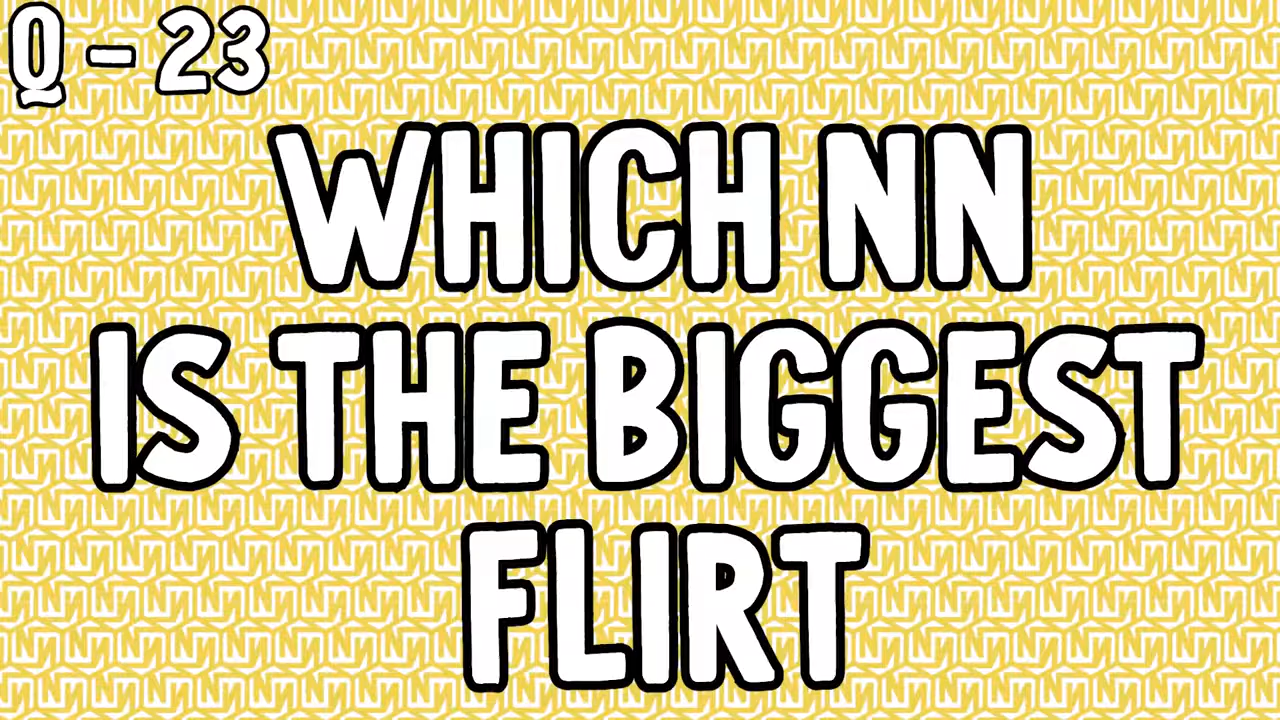 Q - 23
WHICH NN
IS THE BIGGEST
FLIRT